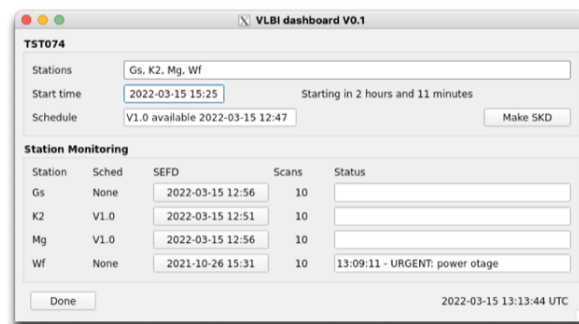 VLBI dashboard V0.1
TST074
Stations Gs, K2, Mg, Wf
Start time 2022-03-15 15:25 Starting in 2 hours and 11 minutes
Schedule V1.0 available 2022-03-15 12:47 Make SKD
Station Monitoring
Station Sched SEFD Scans Status
Gs None 2022-03-15 12:56 10
K2 V1.0 2022-03-15 12:51 10
Mg V1.0 2022-03-15 12:56 10
Wf None 2021-10-26 15:31 10 13:09:11 - URGENT: power otage
Done 2022-03-15 13:13:44 UTC